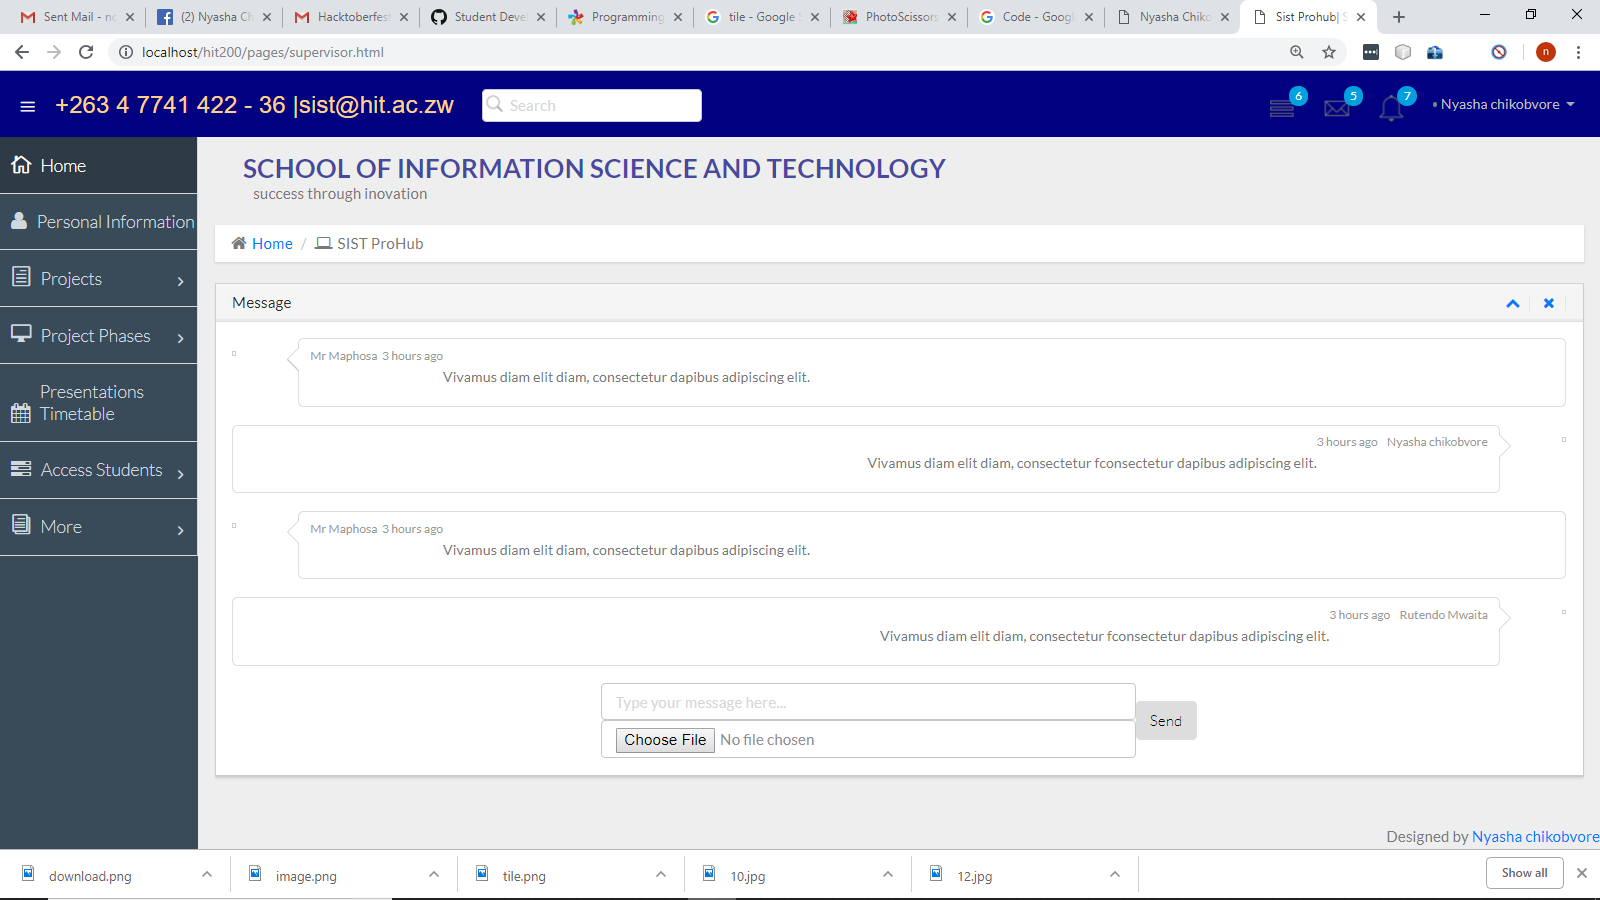 Sent Mail - nc
(2) Nyasha Ch
Hacktoberfes
Student Deve
Programming
tile - Google S
PhotoScissors
Code - Googl
Nyasha Chiko
Sist Prohub| S
localhost/hit200/pages/supervisor.html
n
+263 4 7741 422 - 36 |sist@hit.ac.zw
Search
6
5
7
Nyasha chikobvore
Home
Personal Information
Projects
Project Phases
Presentations
Timetable
Access Students
More
SCHOOL OF INFORMATION SCIENCE AND TECHNOLOGY
success through inovation
Home / SIST ProHub
Message
Mr Maphosa 3 hours ago
Vivamus diam elit diam, consectetur dapibus adipiscing elit.
3 hours ago Nyasha chikobvore
Vivamus diam elit diam, consectetur fconsectetur dapibus adipiscing elit.
Mr Maphosa 3 hours ago
Vivamus diam elit diam, consectetur dapibus adipiscing elit.
3 hours ago Rutendo Mwaita
Vivamus diam elit diam, consectetur fconsectetur dapibus adipiscing elit.
Type your message here...
Send
Choose File No file chosen
Designed by Nyasha chikobvore
download.png
image.png
tile.png
10.jpg
12.jpg
Show all